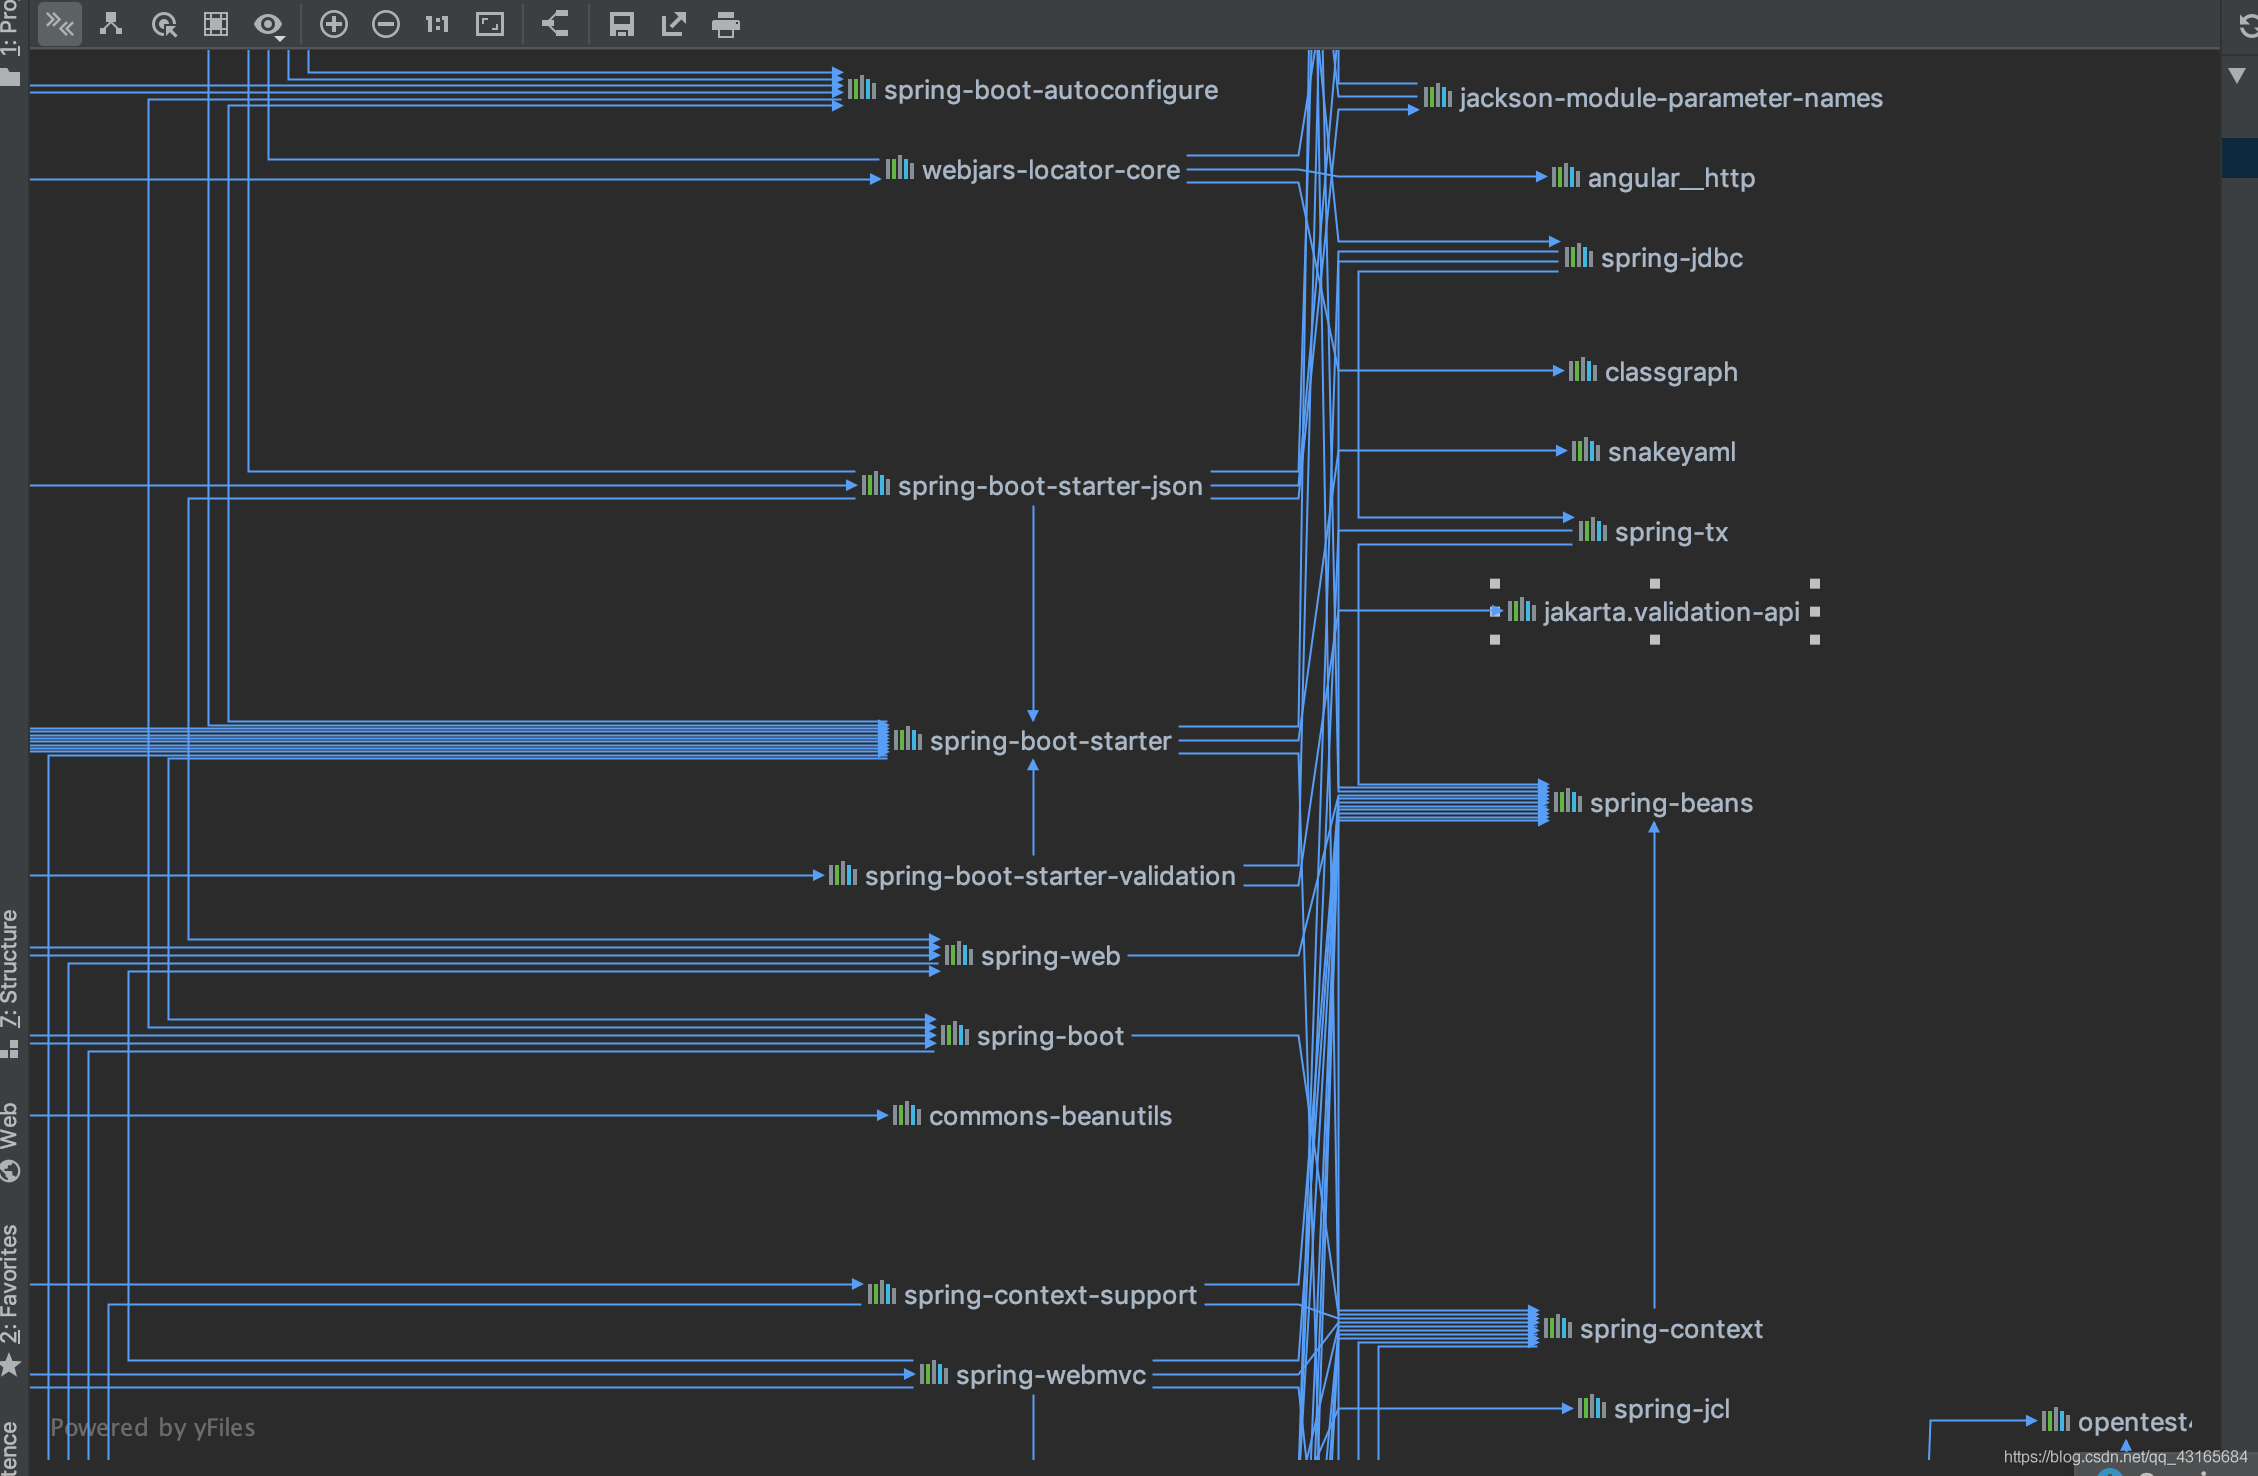 1: Pro
1:1
spring-boot-autoconfigure
jackson-module-parameter-names
webjars-locator-core
angular__http
spring-jdbc
classgraph
snakeyaml
spring-boot-starter-json
spring-tx
jakarta.validation-api
spring-boot-starter
spring-beans
spring-boot-starter-validation
7: Structure
spring-web
spring-boot
Web
commons-beanutils
2: Favorites
spring-context-support
spring-context
spring-webmvc
spring-jcl
Powered by yFiles
opentest4
tence
https://blog.csdn.net/qq_43165684